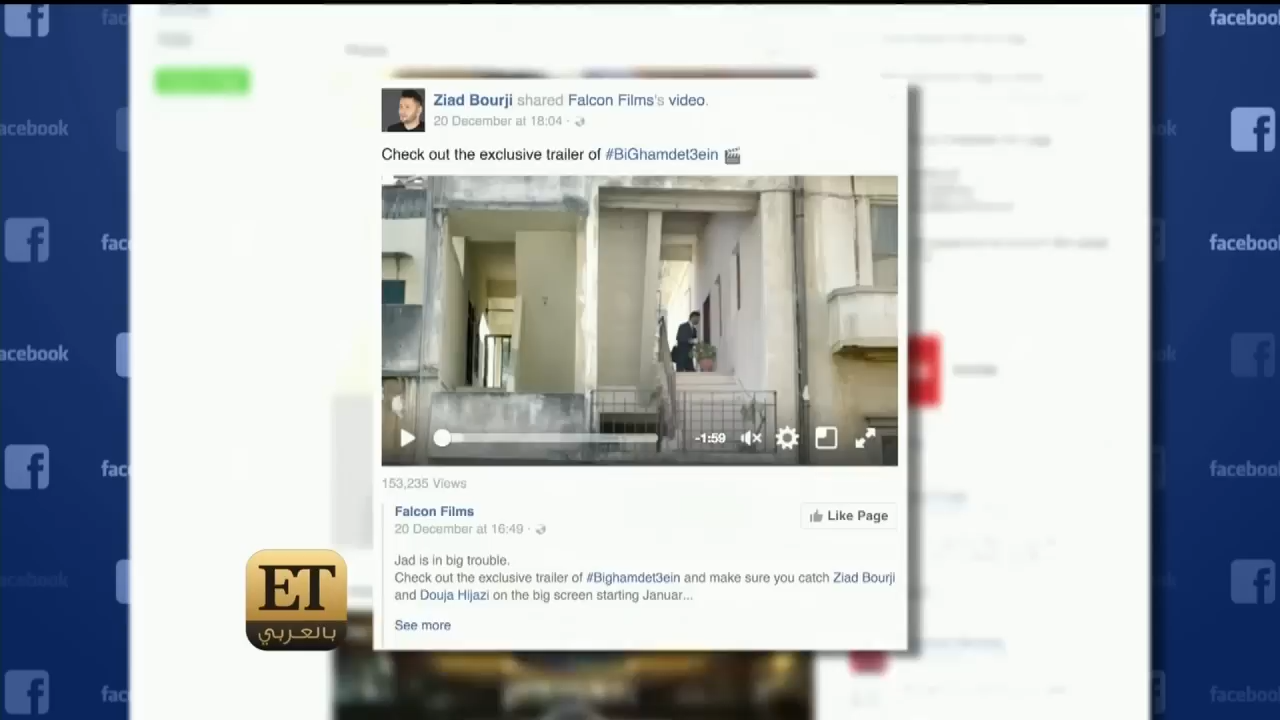 Ziad Bourji shared Falcon Films's video.
20 December at 18:04 ·
Check out the exclusive trailer of #BiGhamdet3ein
-1:59
153,235 Views
Falcon Films
20 December at 16:49 ·
Like Page
Jad is in big trouble.
Check out the exclusive trailer of #Bighamdet3ein and make sure you catch Ziad Bourji
and Douja Hijazi on the big screen starting Januar...
See more
ET
بالعربي
facebook
facebook
facebook
facebook
facebook
facebook